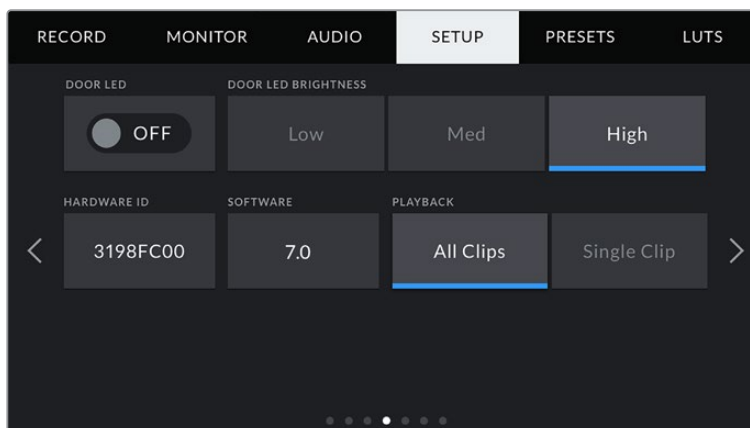 RECORD MONITOR AUDIO SETUP PRESETS LUTS
DOOR LED DOOR LED BRIGHTNESS
OFF Low Med High
HARDWARE ID SOFTWARE PLAYBACK
3198FC00 7.0 All Clips Single Clip